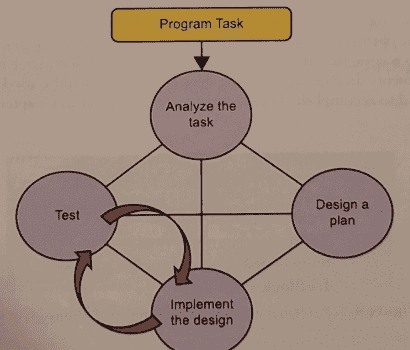 Program Task
Analyze the
task
Test
Design a
plan
Implement
the design